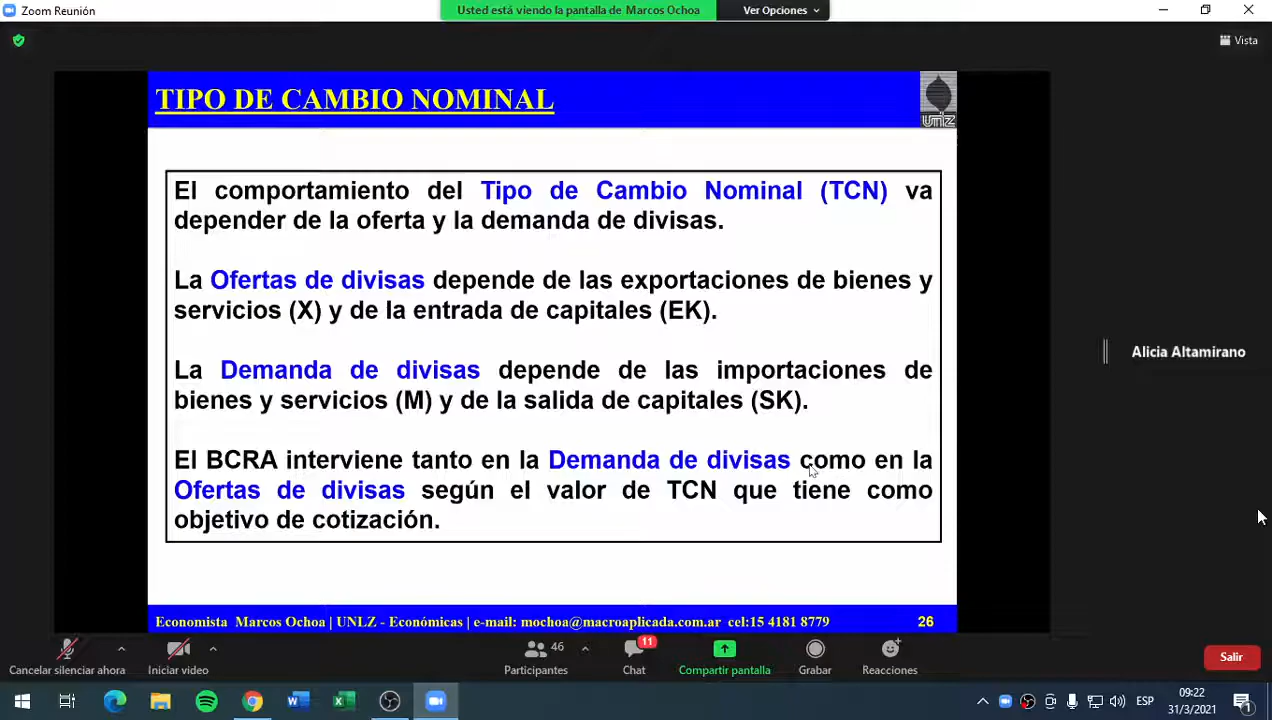 Zoom Reunión
Usted está viendo la pantalla de Marcos Ochoa
Ver Opciones
Vista
TIPO DE CAMBIO NOMINAL
UNLZ
El comportamiento del Tipo de Cambio Nominal (TCN) va
depender de la oferta y la demanda de divisas.
La Ofertas de divisas depende de las exportaciones de bienes y
servicios (X) y de la entrada de capitales (EK).
La Demanda de divisas depende de las importaciones de
bienes y servicios (M) y de la salida de capitales (SK).
El BCRA interviene tanto en la Demanda de divisas como en la
Ofertas de divisas según el valor de TCN que tiene como
objetivo de cotización.
Alicia Altamirano
Economista Marcos Ochoa | UNLZ - Económicas | e-mail: mochoa@macroaplicada.com.ar cel:15 4181 8779
26
46
11
Cancelar silenciar ahora
Iniciar video
Participantes
Chat
Compartir pantalla
Grabar
Reacciones
Salir
ESP
09:22
31/3/2021
1